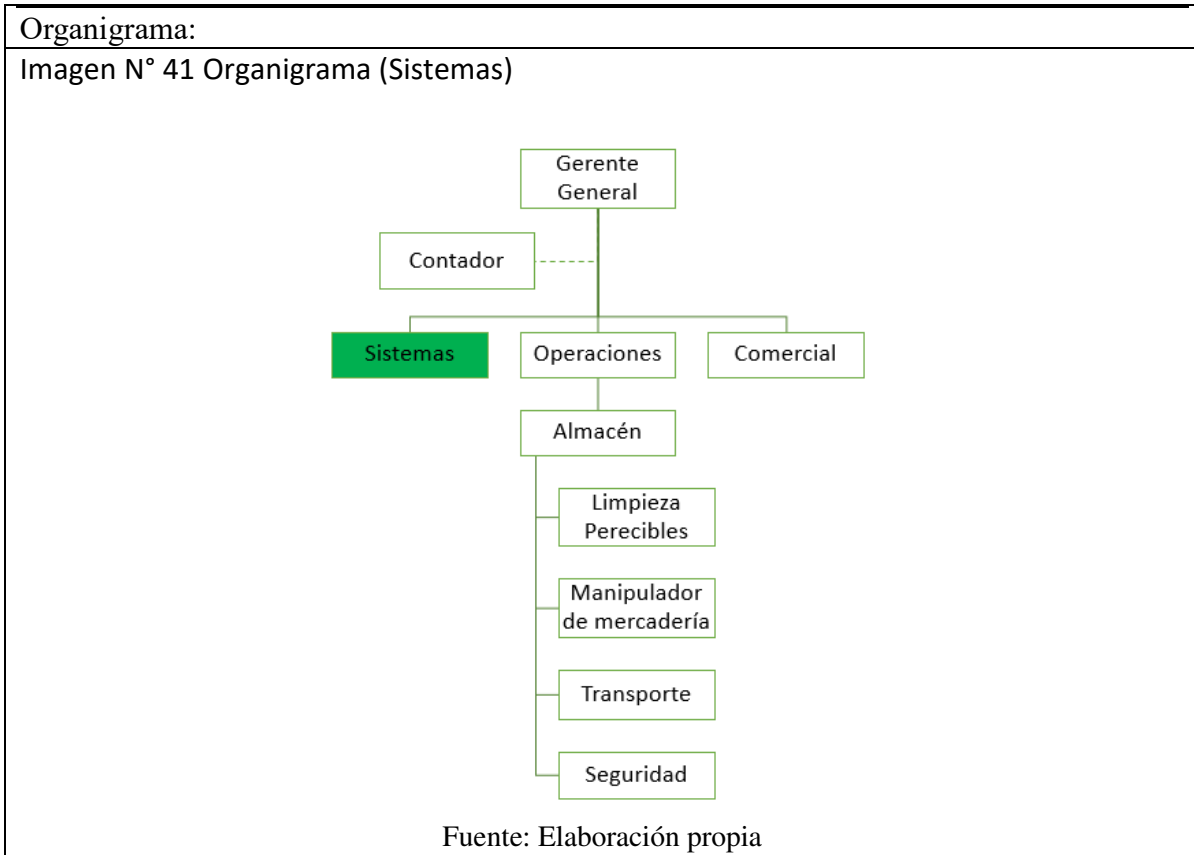 Organigrama:
Imagen N° 41 Organigrama (Sistemas)
Gerente
General
Contador
Sistemas
Operaciones
Comercial
Almacén
Limpieza
Perecibles
Manipulador
de mercadería
Transporte
Seguridad
Fuente: Elaboración propia